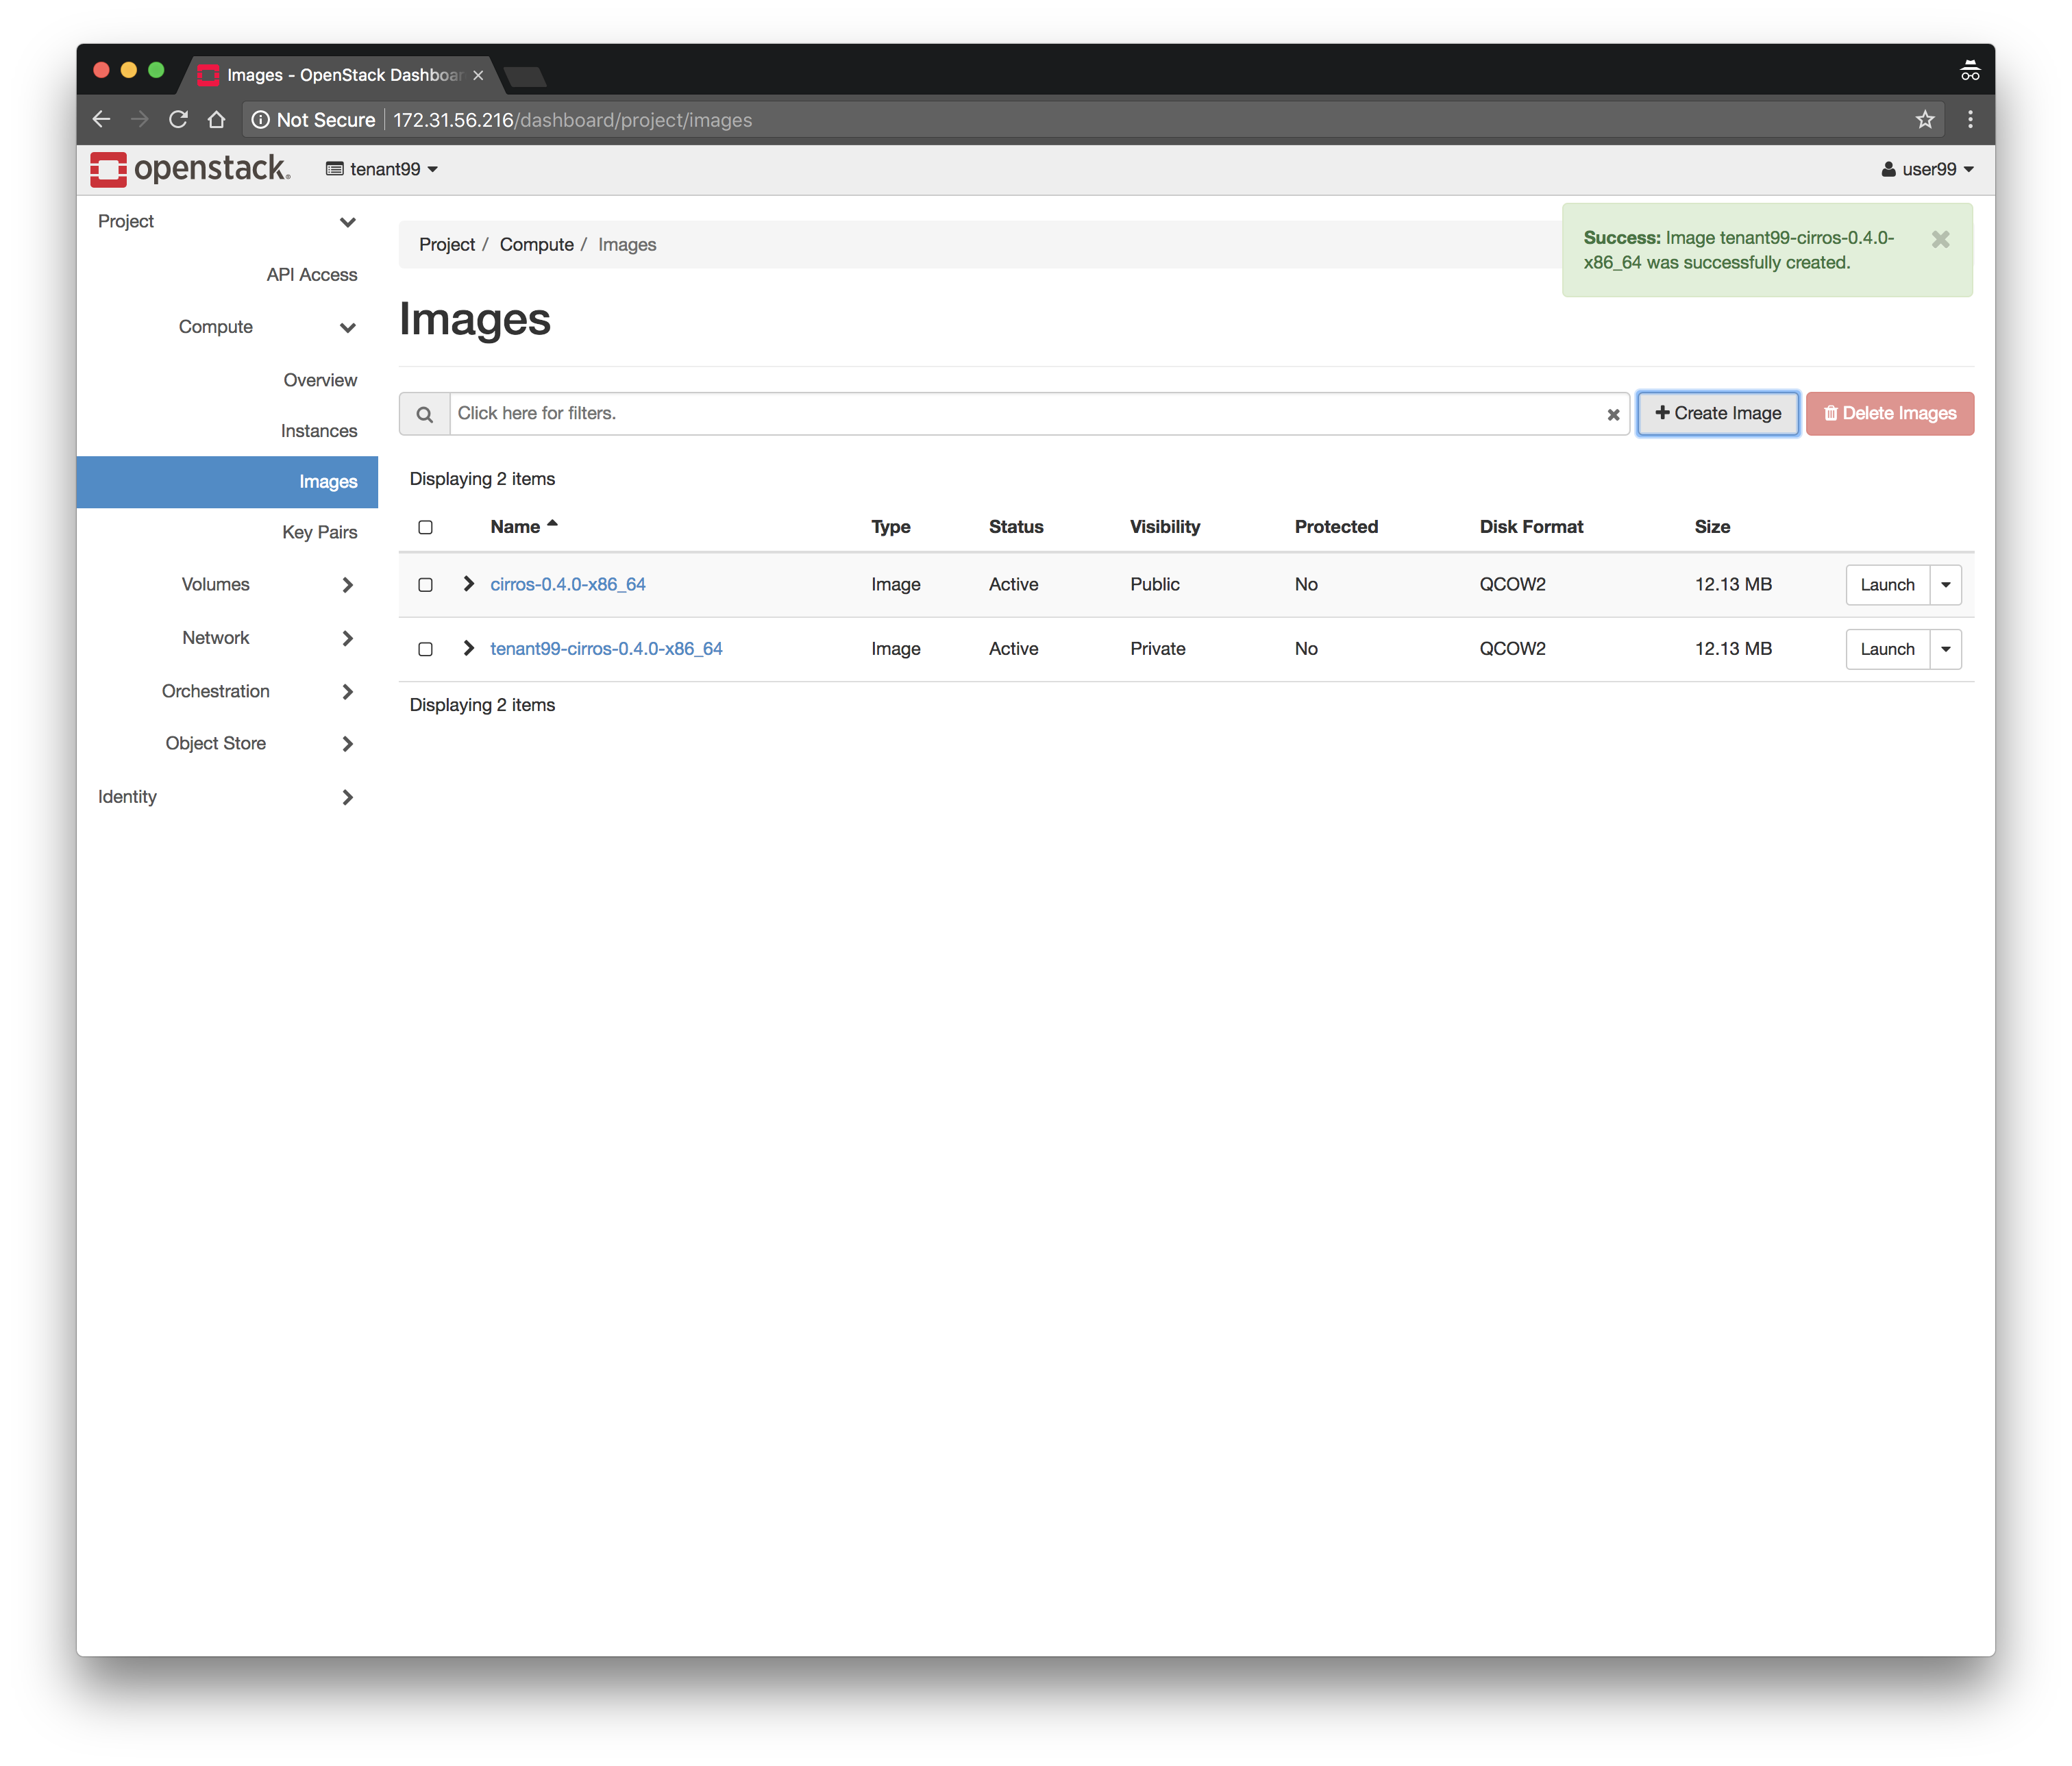 Images - OpenStack Dashboar
Not Secure 172.31.56.216/dashboard/project/images
openstack. tenant99 user99
Project
API Access
Compute
Overview
Instances
Images
Key Pairs
Volumes
Network
Orchestration
Object Store
Identity
Project / Compute / Images
Success: Image tenant99-cirros-0.4.0-
x86_64 was successfully created.
Images
Click here for filters. Create Image Delete Images
Displaying 2 items
Name Type Status Visibility Protected Disk Format Size
cirros-0.4.0-x86_64 Image Active Public No QCOW2 12.13 MB Launch
tenant99-cirros-0.4.0-x86_64 Image Active Private No QCOW2 12.13 MB Launch
Displaying 2 items